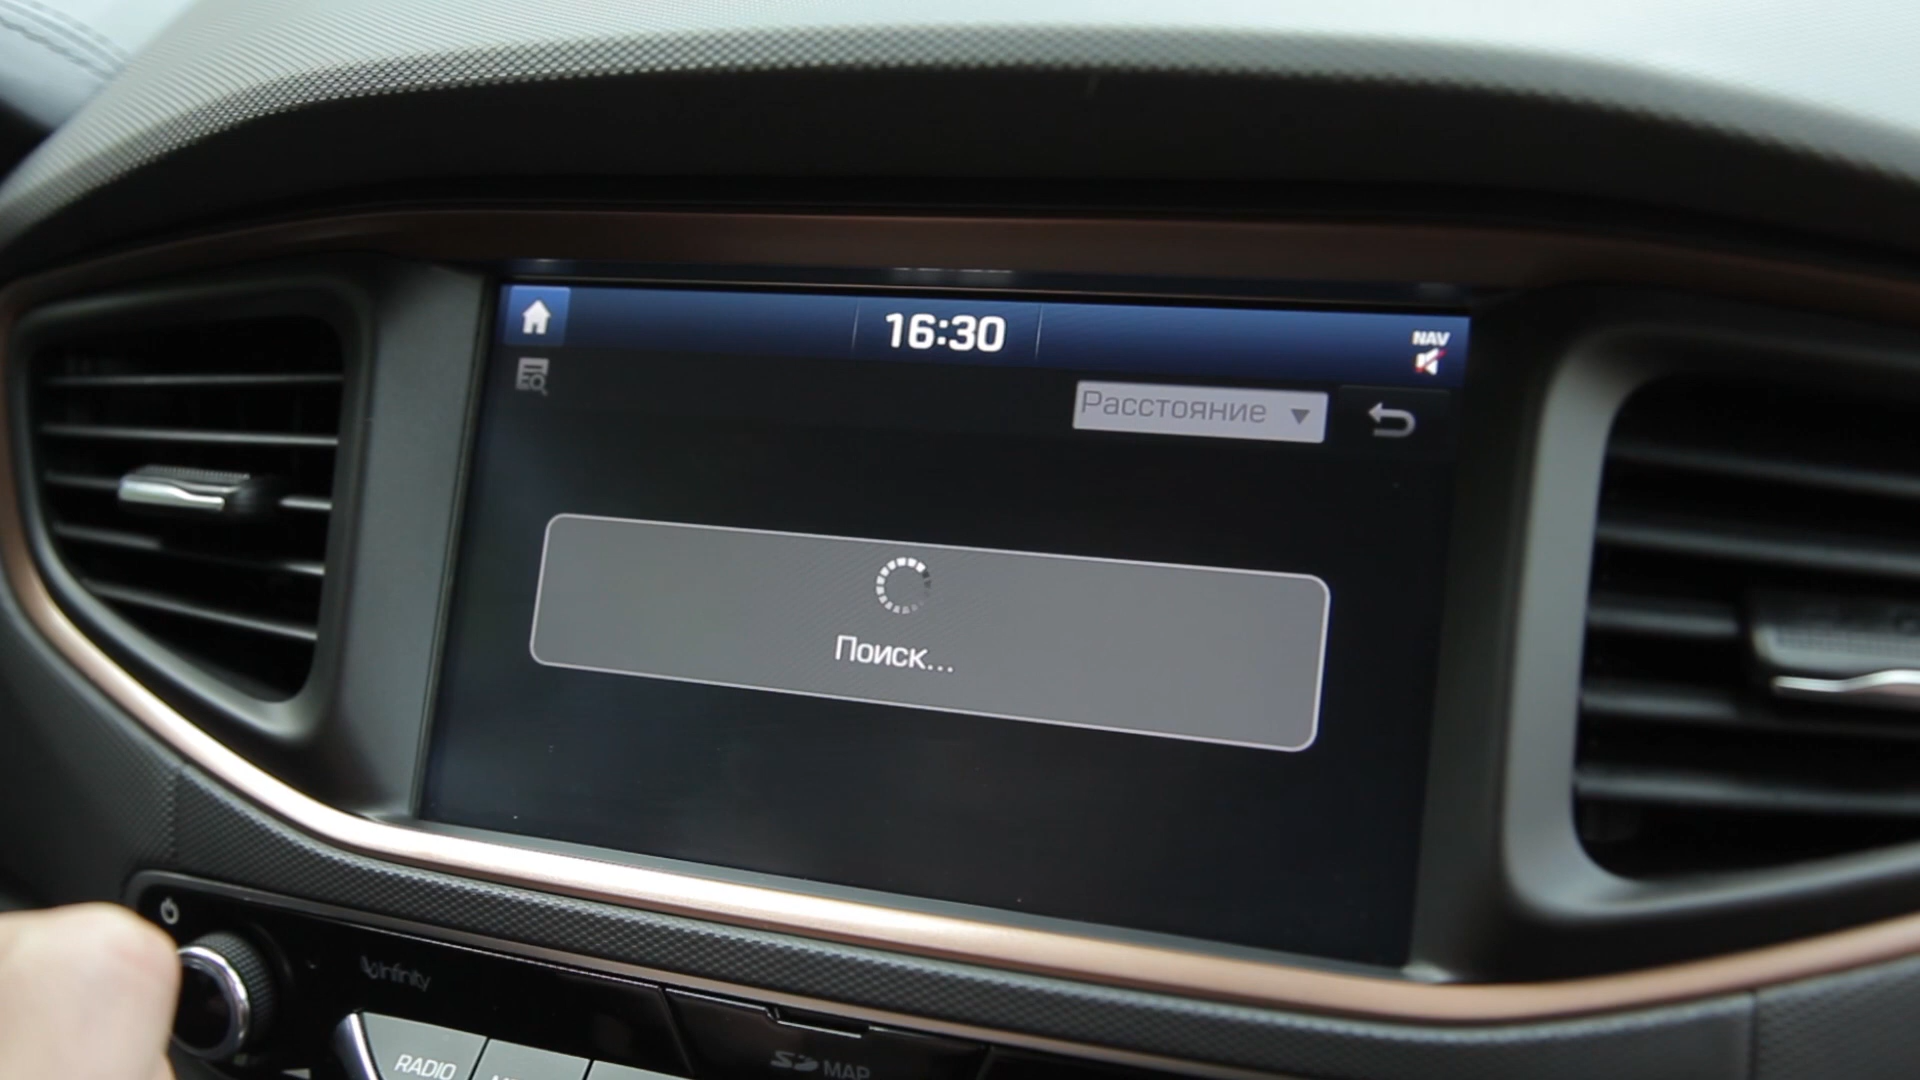 16:30
NAV
Расстояние
Поиск...
infinity
RADIO
SD MAP